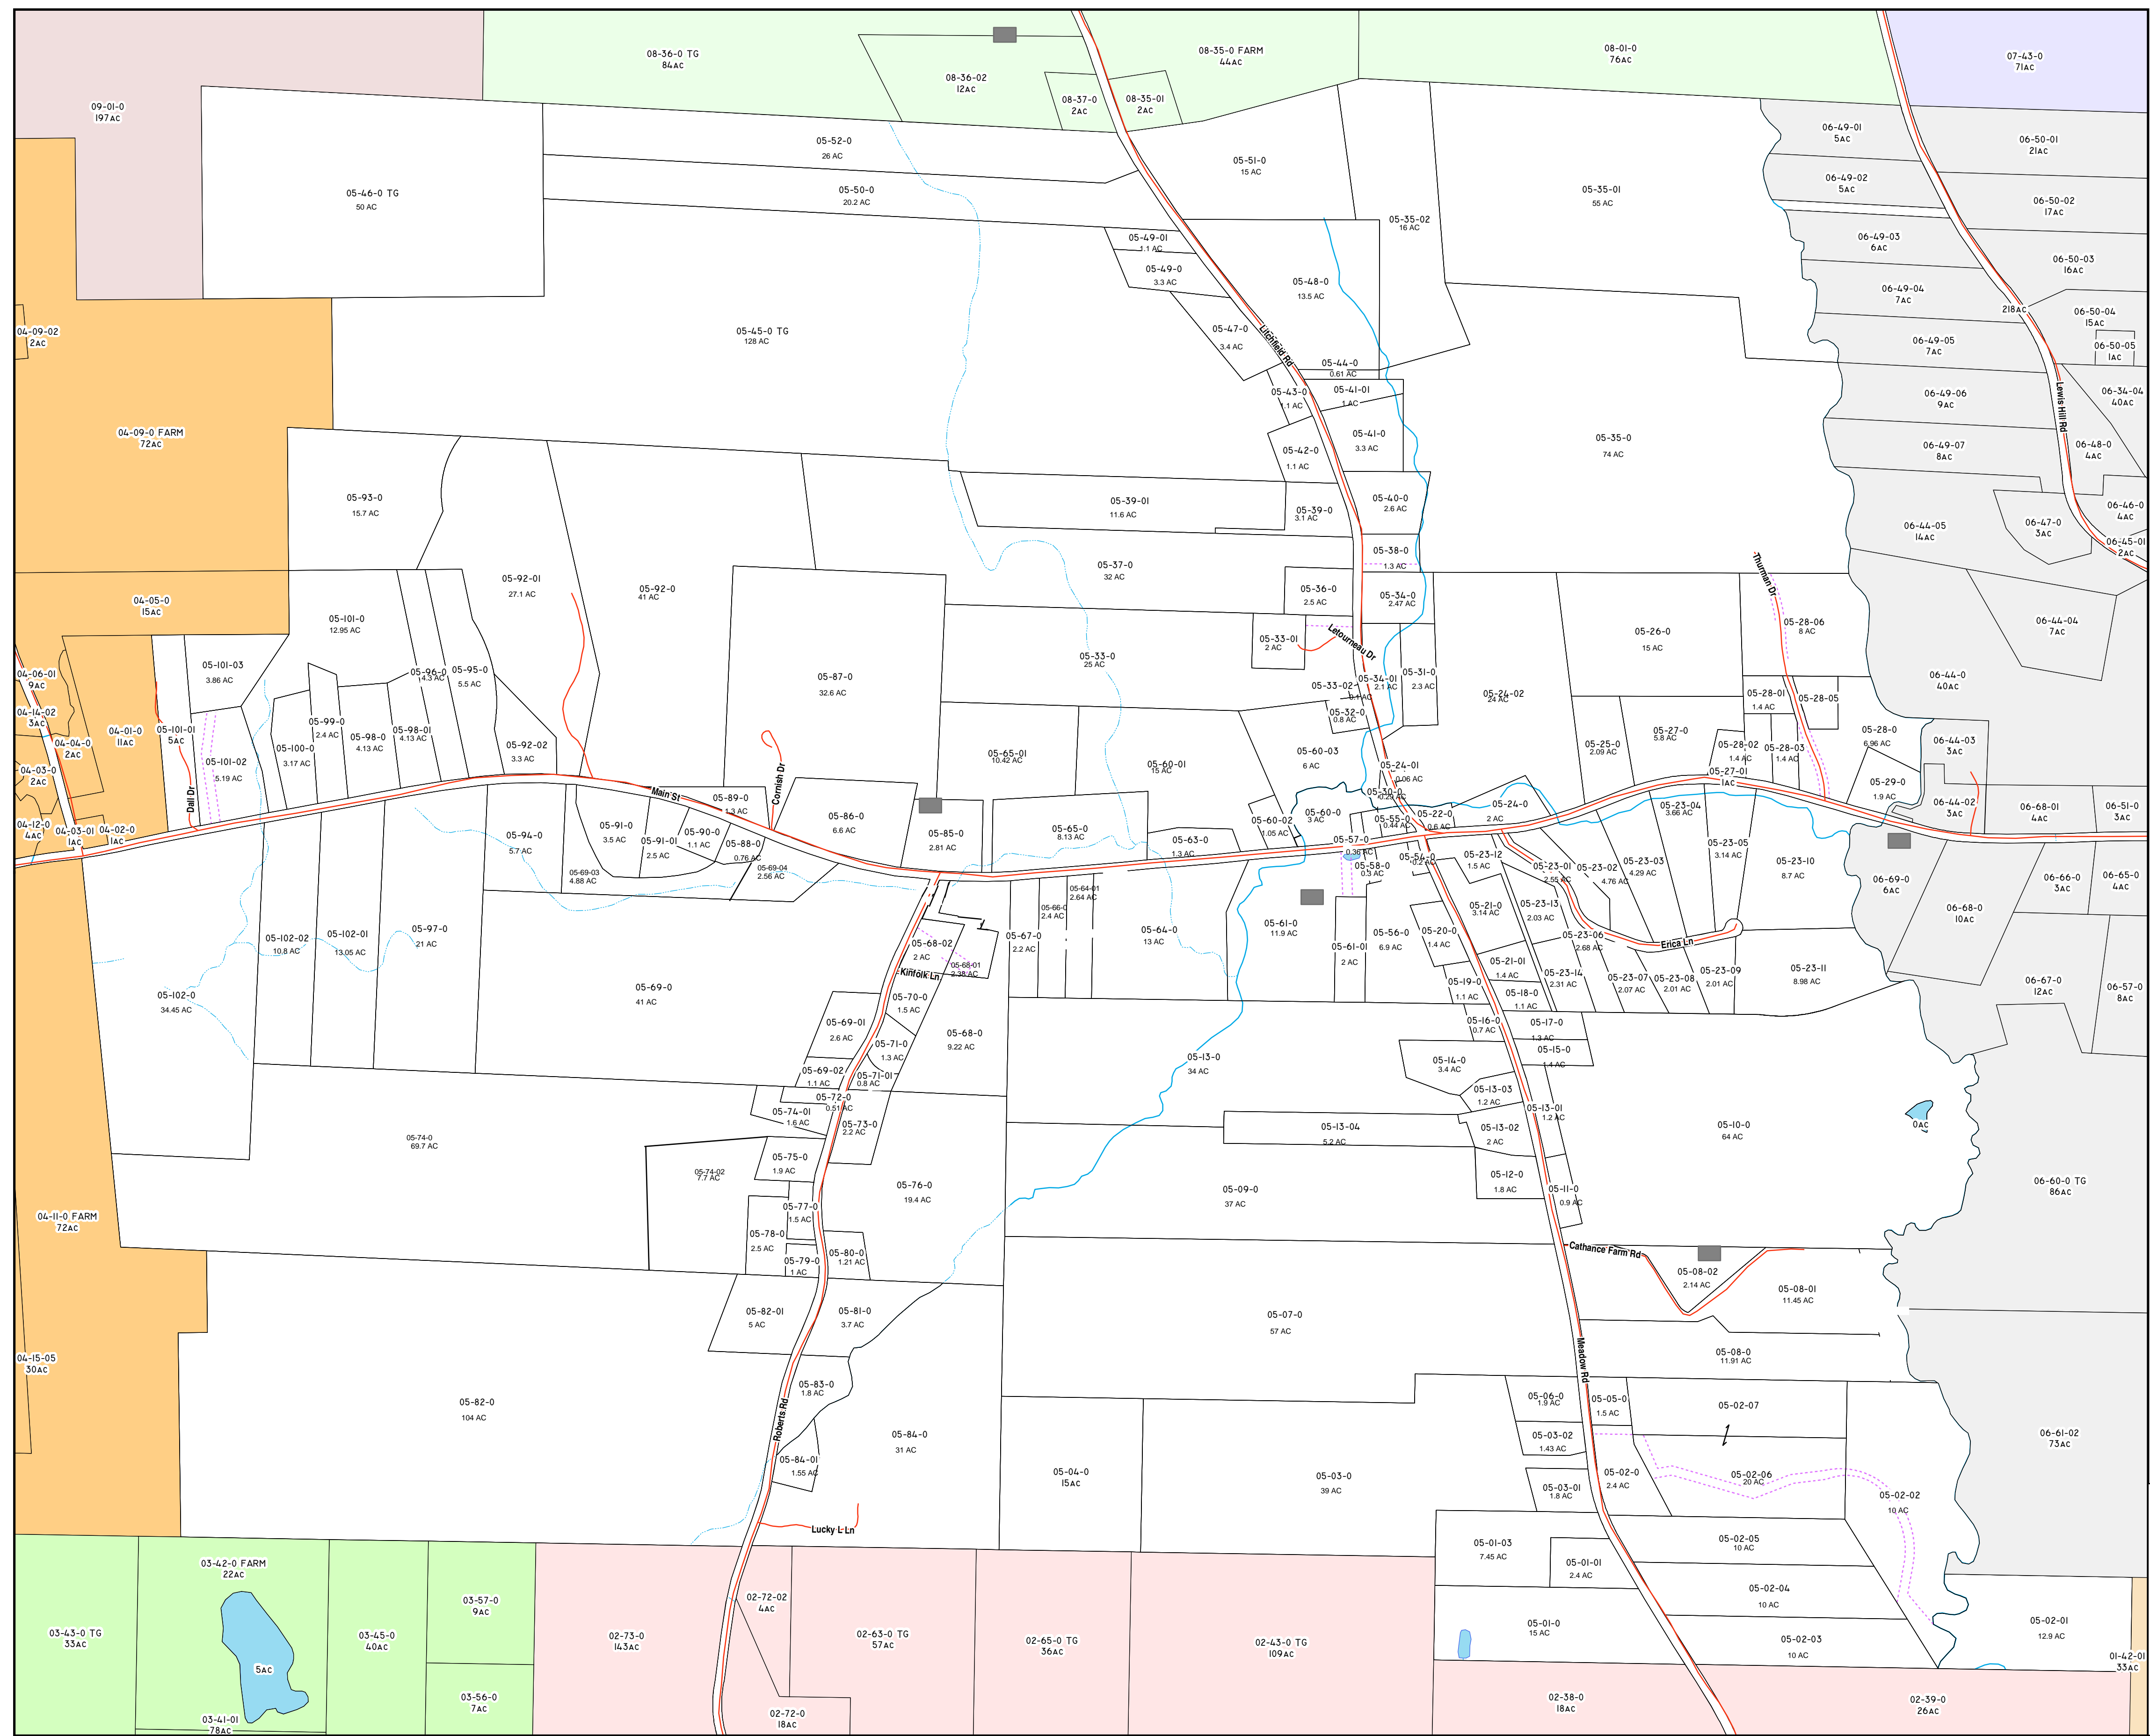 08-36-0 TG
84AC
08-36-02
12AC
08-35-0 FARM
44AC
08-37-0
2AC
08-35-01
2AC
08-01-0
76AC
07-43-0
71AC
09-01-0
197AC
05-46-0 TG
50 AC
05-52-0
26 AC
05-50-0
20.2 AC
05-51-0
15 AC
05-35-02
16 AC
05-35-01
55 AC
06-49-01
5AC
06-49-02
5AC
06-49-03
6AC
06-49-04
7AC
06-49-05
7AC
06-49-06
9AC
06-49-07
8AC
06-50-01
21AC
06-50-02
17AC
06-50-03
16AC
218AC
06-50-04
15AC
06-50-05
1AC
06-34-04
40AC
06-48-0
4AC
06-46-0
4AC
06-47-0
3AC
06-45-01
2AC
06-44-05
14AC
06-44-04
7AC
06-44-0
40AC
Lewis Hill Rd
04-09-02
2AC
04-09-0 FARM
72AC
05-45-0 TG
128 AC
05-49-01
1.1 AC
05-49-0
3.3 AC
05-48-0
13.5 AC
05-47-0
3.4 AC
Litchfield Rd
05-44-0
0.61 AC
05-43-0
1.1 AC
05-41-01
1 AC
05-41-0
3.3 AC
05-42-0
1.1 AC
05-35-0
74 AC
05-39-01
11.6 AC
05-39-0
3.1 AC
05-40-0
2.6 AC
05-38-0
1.3 AC
05-37-0
32 AC
05-36-0
2.5 AC
05-34-0
2.47 AC
05-93-0
15.7 AC
05-92-01
27.1 AC
05-92-0
41 AC
05-87-0
32.6 AC
05-33-0
25 AC
05-33-01
2 AC
Letourneau Dr
05-33-02
0.1 AC
05-34-01
2.1 AC
05-31-0
2.3 AC
05-32-0
0.8 AC
05-24-02
24 AC
05-26-0
15 AC
Thurman Dr
05-28-06
8 AC
05-28-01
1.4 AC
05-28-05
05-28-02
1.4 AC
05-28-03
1.4 AC
05-28-0
6.96 AC
05-25-0
2.09 AC
05-27-0
5.8 AC
05-27-01
1AC
05-29-0
1.9 AC
06-44-03
3AC
06-44-02
3AC
06-68-01
4AC
06-51-0
3AC
04-05-0
15AC
04-06-01
9AC
04-14-02
3AC
04-04-0
2AC
04-03-0
2AC
04-01-0
11AC
04-12-0
4AC
04-03-01
1AC
04-02-0
1AC
05-101-01
5AC
05-101-03
3.86 AC
05-101-02
5.19 AC
Dall Dr
05-101-0
12.95 AC
05-100-0
3.17 AC
05-99-0
2.4 AC
05-98-0
4.13 AC
05-98-01
4.13 AC
05-96-0
4.3 AC
05-95-0
5.5 AC
05-92-02
3.3 AC
Main St
Cornish Dr
05-89-0
1.3 AC
05-86-0
6.6 AC
05-85-0
2.81 AC
05-65-01
10.42 AC
05-60-01
15 AC
05-60-03
6 AC
05-65-0
8.13 AC
05-63-0
1.3 AC
05-60-02
1.05 AC
05-60-0
3 AC
05-24-01
0.06 AC
05-30-0
0.29 AC
05-55-0
0.44 AC
05-22-0
0.6 AC
05-24-0
2 AC
05-57-0
0.36 AC
05-58-0
0.3 AC
05-54-0
0.2 AC
05-94-0
5.7 AC
05-91-0
3.5 AC
05-91-01
2.5 AC
05-90-0
1.1 AC
05-88-0
0.76 AC
05-69-03
4.88 AC
05-69-04
2.56 AC
05-23-12
1.5 AC
05-23-01
2.55 AC
05-23-02
4.76 AC
05-23-03
4.29 AC
05-23-04
3.66 AC
05-23-05
3.14 AC
05-23-10
8.7 AC
06-69-0
6AC
06-68-0
10AC
06-66-0
3AC
06-65-0
4AC
05-102-02
10.8 AC
05-102-01
13.05 AC
05-97-0
21 AC
05-102-0
34.45 AC
05-69-0
41 AC
05-68-02
2 AC
05-68-01
2.38 AC
Kinfolk Ln
05-67-0
2.2 AC
05-66-0
2.4 AC
05-64-01
2.64 AC
05-64-0
13 AC
05-61-0
11.9 AC
05-61-01
2 AC
05-56-0
6.9 AC
05-20-0
1.4 AC
05-21-0
3.14 AC
05-21-01
1.4 AC
05-23-13
2.03 AC
05-23-14
2.31 AC
05-23-06
2.68 AC
05-23-07
2.07 AC
05-23-08
2.01 AC
05-23-09
2.01 AC
Erica Ln
05-23-11
8.98 AC
06-67-0
12AC
06-57-0
8AC
05-19-0
1.1 AC
05-18-0
1.1 AC
05-16-0
0.7 AC
05-17-0
1.3 AC
05-15-0
1.4 AC
05-70-0
1.5 AC
05-69-01
2.6 AC
05-71-0
1.3 AC
05-68-0
9.22 AC
05-69-02
1.1 AC
05-71-01
0.8 AC
05-72-0
0.51 AC
05-74-01
1.6 AC
05-73-0
2.2 AC
05-13-0
34 AC
05-14-0
3.4 AC
05-13-03
1.2 AC
05-13-01
1.2 AC
05-13-04
5.2 AC
05-13-02
2 AC
05-10-0
64 AC
0AC
05-74-0
69.7 AC
05-74-02
7.7 AC
05-75-0
1.9 AC
05-76-0
19.4 AC
05-77-0
1.5 AC
05-78-0
2.5 AC
05-79-0
1 AC
05-80-0
1.21 AC
05-09-0
37 AC
05-12-0
1.8 AC
05-11-0
0.9 AC
06-60-0 TG
86AC
04-11-0 FARM
72AC
Cathance Farm Rd
05-08-02
2.14 AC
05-08-01
11.45 AC
05-08-0
11.91 AC
05-82-01
5 AC
05-81-0
3.7 AC
05-07-0
57 AC
Meadow Rd
04-15-05
30AC
05-82-0
104 AC
05-83-0
1.8 AC
Roberts Rd
05-84-0
31 AC
05-84-01
1.55 AC
05-04-0
15AC
05-03-0
39 AC
05-06-0
1.9 AC
05-05-0
1.5 AC
05-03-02
1.43 AC
05-03-01
1.8 AC
05-02-0
2.4 AC
05-02-07
05-02-06
20 AC
05-02-02
10 AC
06-61-02
73AC
Lucky L Ln
05-01-03
7.45 AC
05-01-01
2.4 AC
05-02-05
10 AC
05-02-04
10 AC
05-02-03
10 AC
05-01-0
15 AC
05-02-01
12.9 AC
01-42-01
33AC
03-43-0 TG
33AC
03-42-0 FARM
22AC
5AC
03-41-01
78AC
03-45-0
40AC
03-57-0
9AC
03-56-0
7AC
02-73-0
143AC
02-72-02
4AC
02-72-0
18AC
02-63-0 TG
57AC
02-65-0 TG
36AC
02-43-0 TG
109AC
02-38-0
18AC
02-39-0
26AC